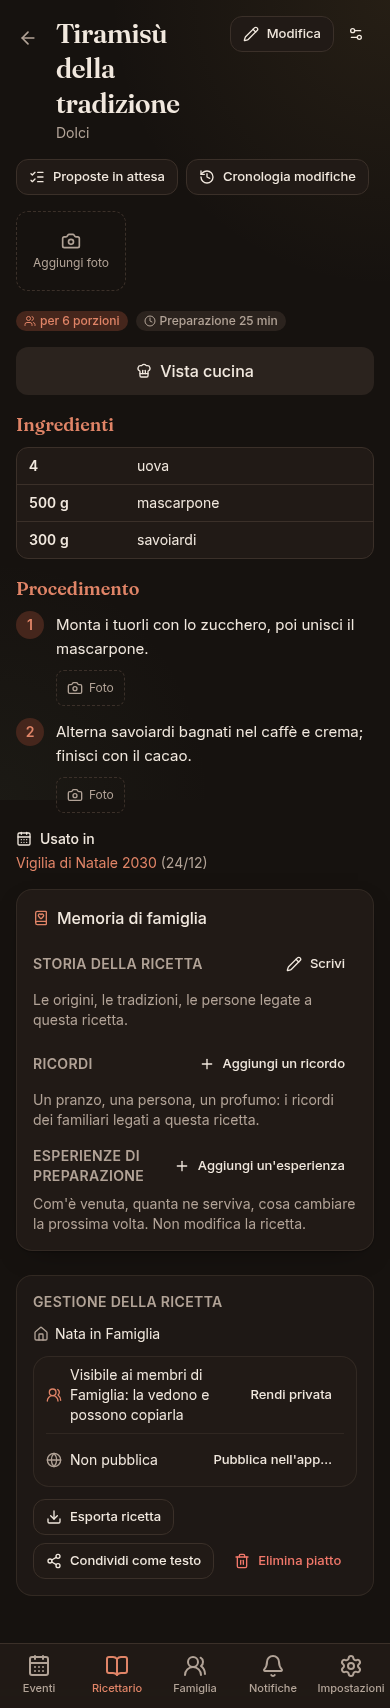 Tiramisù
della
tradizione
Modifica
Dolci
Proposte in attesa
Cronologia modifiche
Aggiungi foto
per 6 porzioni
Preparazione 25 min
Vista cucina
Ingredienti
4 uova
500 g mascarpone
300 g savoiardi
Procedimento
1 Monta i tuorli con lo zucchero, poi unisci il
mascarpone.
Foto
2 Alterna savoiardi bagnati nel caffè e crema;
finisci con il cacao.
Foto
Usato in
Vigilia di Natale 2030 (24/12)
Memoria di famiglia
STORIA DELLA RICETTA
Scrivi
Le origini, le tradizioni, le persone legate a
questa ricetta.
RICORDI
Aggiungi un ricordo
Un pranzo, una persona, un profumo: i ricordi
dei familiari legati a questa ricetta.
ESPERIENZE DI
PREPARAZIONE
Aggiungi un'esperienza
Com'è venuta, quanta ne serviva, cosa cambiare
la prossima volta. Non modifica la ricetta.
GESTIONE DELLA RICETTA
Nata in Famiglia
Visibile ai membri di
Famiglia: la vedono e
possono copiarla
Rendi privata
Non pubblica
Pubblica nell'app...
Esporta ricetta
Condividi come testo
Elimina piatto
Eventi
Ricettario
Famiglia
Notifiche
Impostazioni